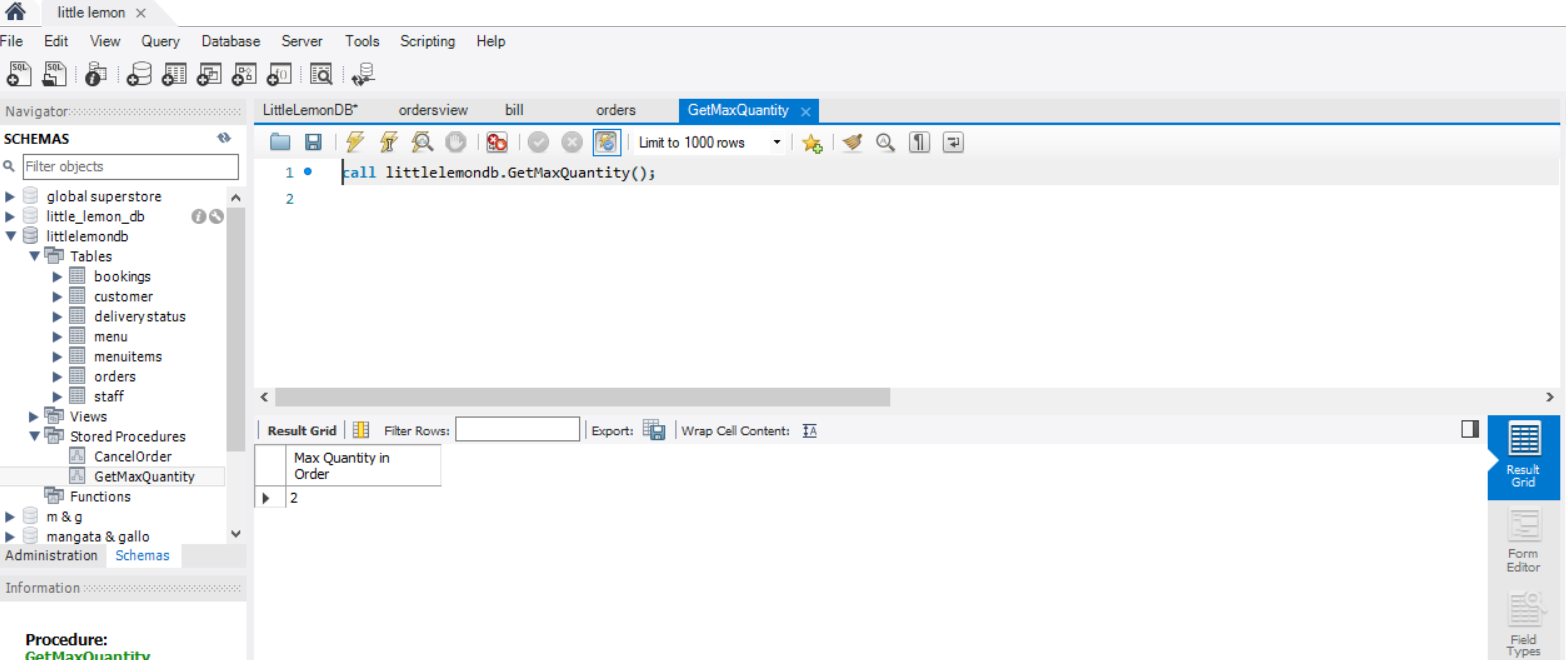 little lemon ×
File Edit View Query Database Server Tools Scripting Help
Navigator
SCHEMAS
Filter objects
global superstore
little_lemon_db
littlelemondb
Tables
bookings
customer
delivery status
menu
menuitems
orders
staff
Views
Stored Procedures
CancelOrder
GetMaxQuantity
Functions
m & g
mangata & gallo
Administration Schemas
Information
Procedure:
GetMaxQuantity
LittleLemonDB* ordersview bill orders GetMaxQuantity ×
Limit to 1000 rows
1 call littlelemondb.GetMaxQuantity();
2
Result Grid Filter Rows: Export: Wrap Cell Content: IA
Max Quantity in
Order
2
Result
Grid
Form
Editor
Field
Types